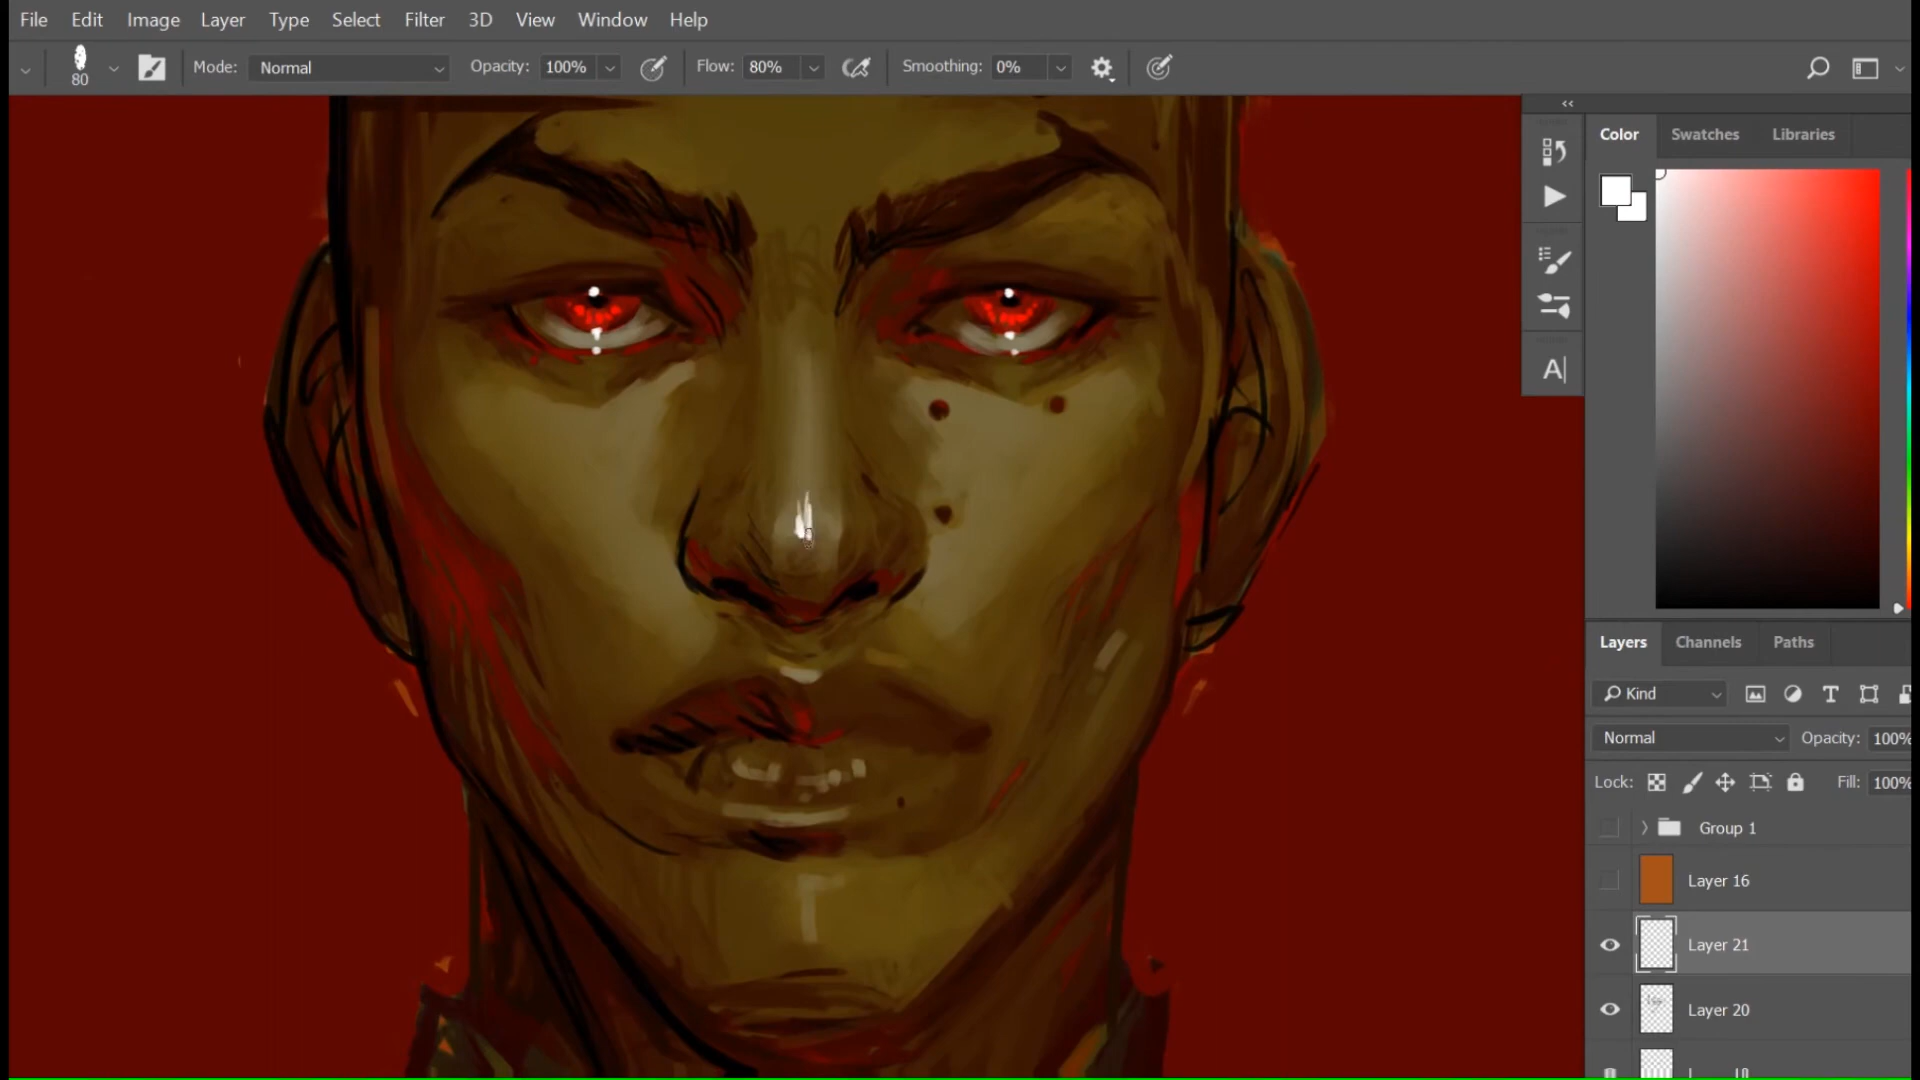 File Edit Image Layer Type Select Filter 3D View Window Help
80 Mode: Normal Opacity: 100% Flow: 80% Smoothing: 0%
Color Swatches Libraries
A
Layers Channels Paths
Kind
Normal Opacity: 100%
Lock: Fill: 100%
Group 1
Layer 16
Layer 21
Layer 20